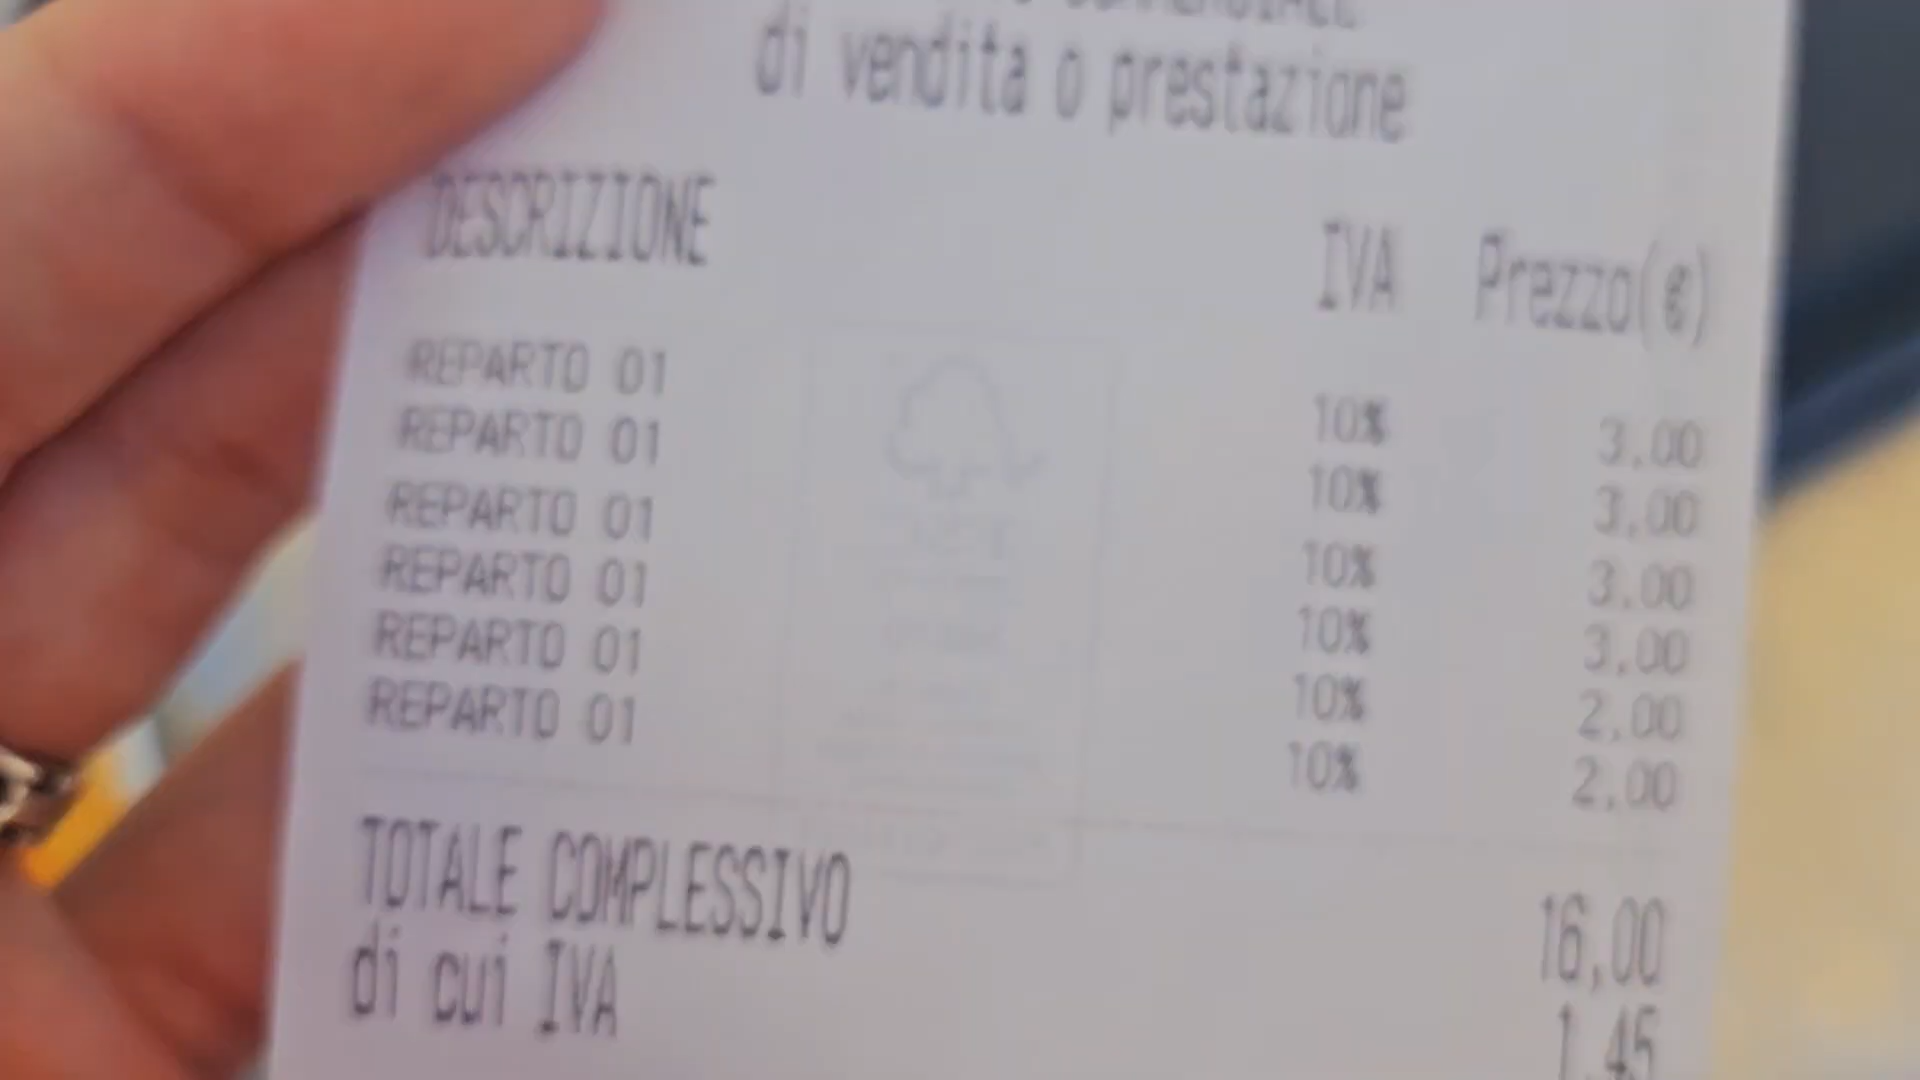 di vendita o prestazione
DESCRIZIONE IVA Prezzo(€)
REPARTO 01 10% 3,00
REPARTO 01 10% 3,00
REPARTO 01 10% 3,00
REPARTO 01 10% 3,00
REPARTO 01 10% 2,00
REPARTO 01 10% 2,00
TOTALE COMPLESSIVO 16,00
di cui IVA 1,45